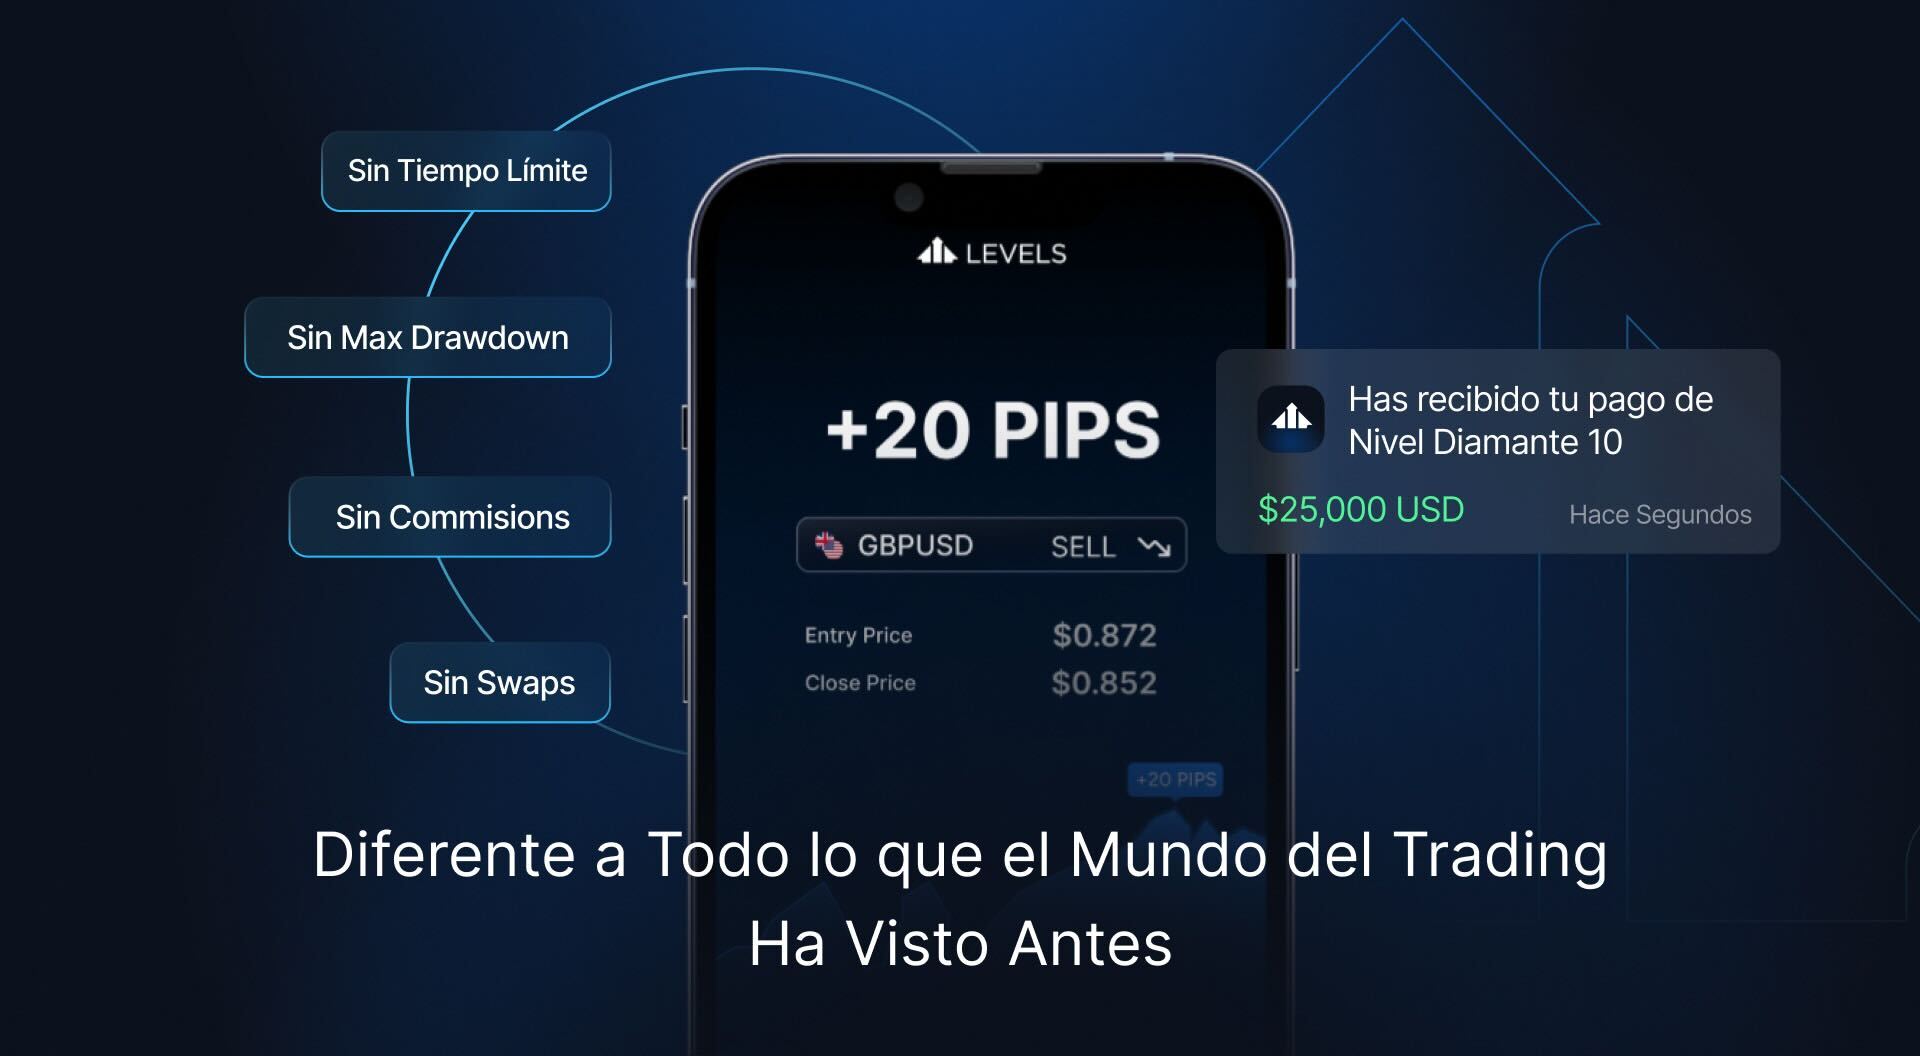 Sin Tiempo Límite
Sin Max Drawdown
Sin Commisions
Sin Swaps
LEVELS
+20 PIPS
GBPUSD SELL
Entry Price $0.872
Close Price $0.852
+20 PIPS
Has recibido tu pago de
Nivel Diamante 10
$25,000 USD Hace Segundos
Diferente a Todo lo que el Mundo del Trading
Ha Visto Antes